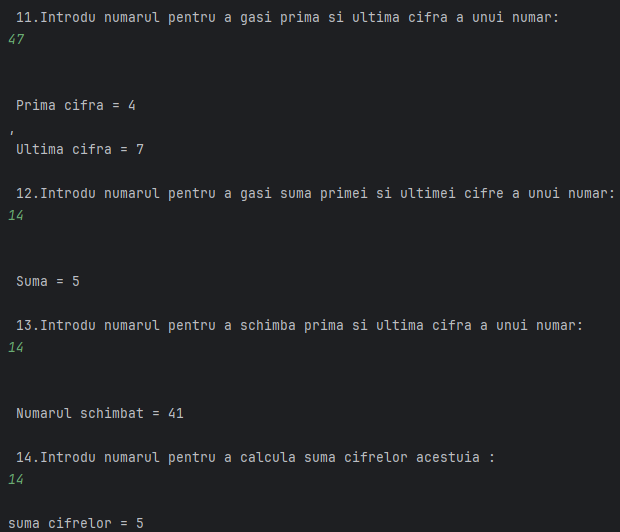 11.Introdu numarul pentru a gasi prima si ultima cifra a unui numar:
47
Prima cifra = 4
,
Ultima cifra = 7
12.Introdu numarul pentru a gasi suma primei si ultimei cifre a unui numar:
14
Suma = 5
13.Introdu numarul pentru a schimba prima si ultima cifra a unui numar:
14
Numarul schimbat = 41
14.Introdu numarul pentru a calcula suma cifrelor acestuia :
14
suma cifrelor = 5